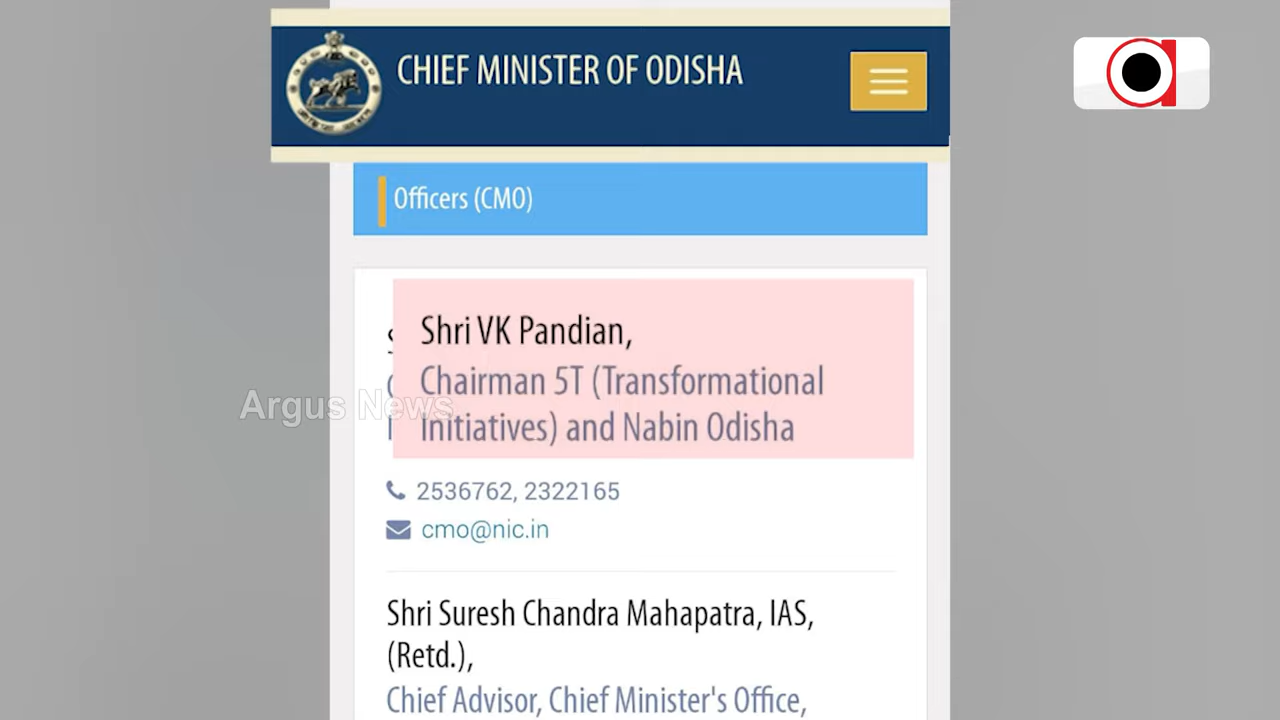 CHIEF MINISTER OF ODISHA
Officers (CMO)
Shri VK Pandian,
Chairman 5T (Transformational
Initiatives) and Nabin Odisha
Argus News
2536762, 2322165
cmo@nic.in
Shri Suresh Chandra Mahapatra, IAS,
(Retd.),
Chief Advisor, Chief Minister's Office,